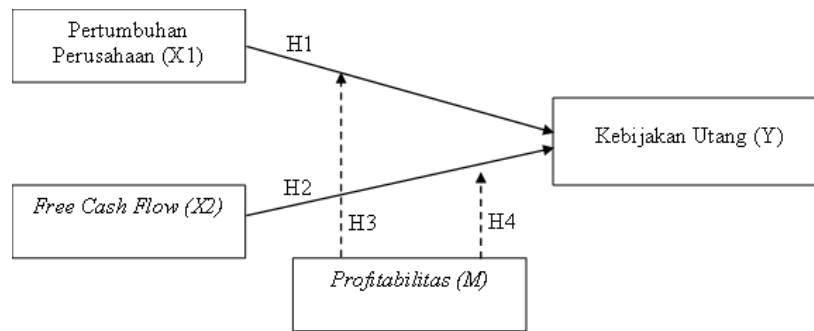 Pertumbuhan
Perusahaan (X1)
H1
Kebijakan Utang (Y)
H2
Free Cash Flow (X2)
H3
H4
Profitabilitas (M)